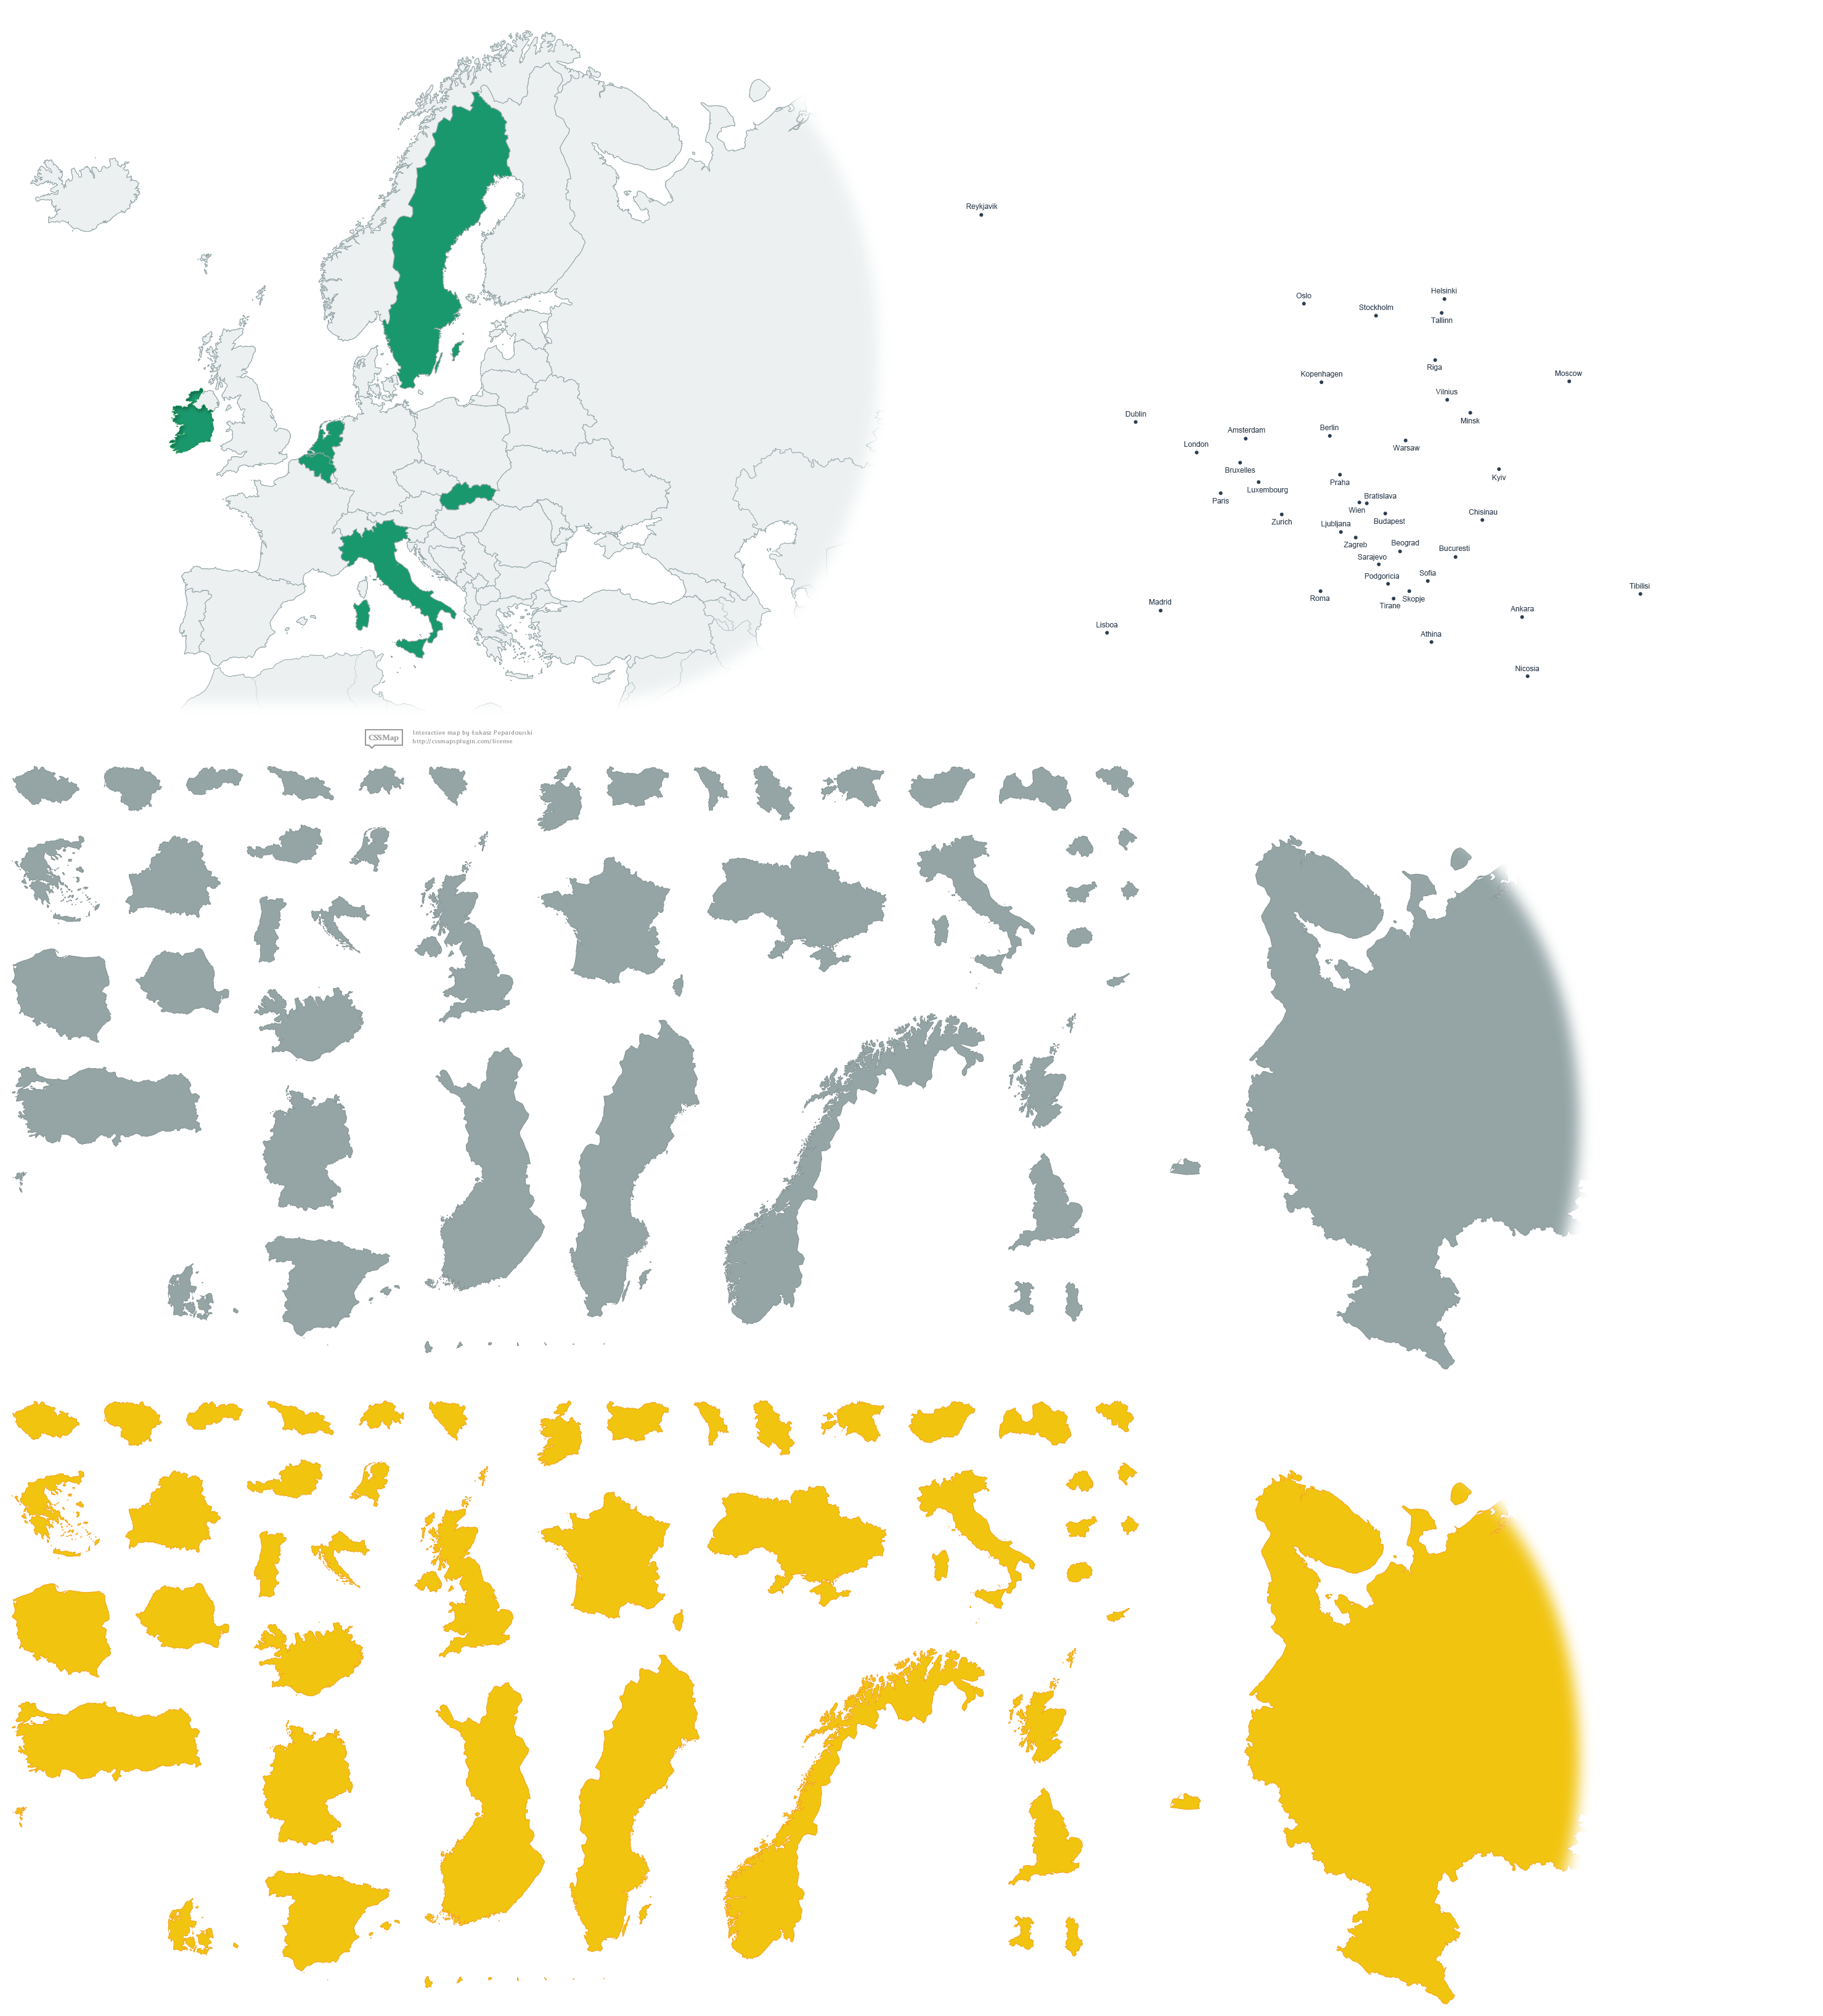 Reykjavik
Helsinki
Oslo
Stockholm
Tallinn
Riga
Kopenhagen
Moscow
Vilnius
Dublin
Minsk
Amsterdam
Berlin
London
Warsaw
Bruxelles
Kyiv
Praha
Luxembourg
Bratislava
Paris
Wien
Chisinau
Zurich
Budapest
Ljubljana
Zagreb
Beograd
Bucuresti
Sarajevo
Sofia
Podgoricia
Tibilisi
Roma
Skopje
Madrid
Tirane
Ankara
Lisboa
Athina
Nicosia
CSSMap
Interactive map by Łukasz Popardowski
http://cssmapsplugin.com/license